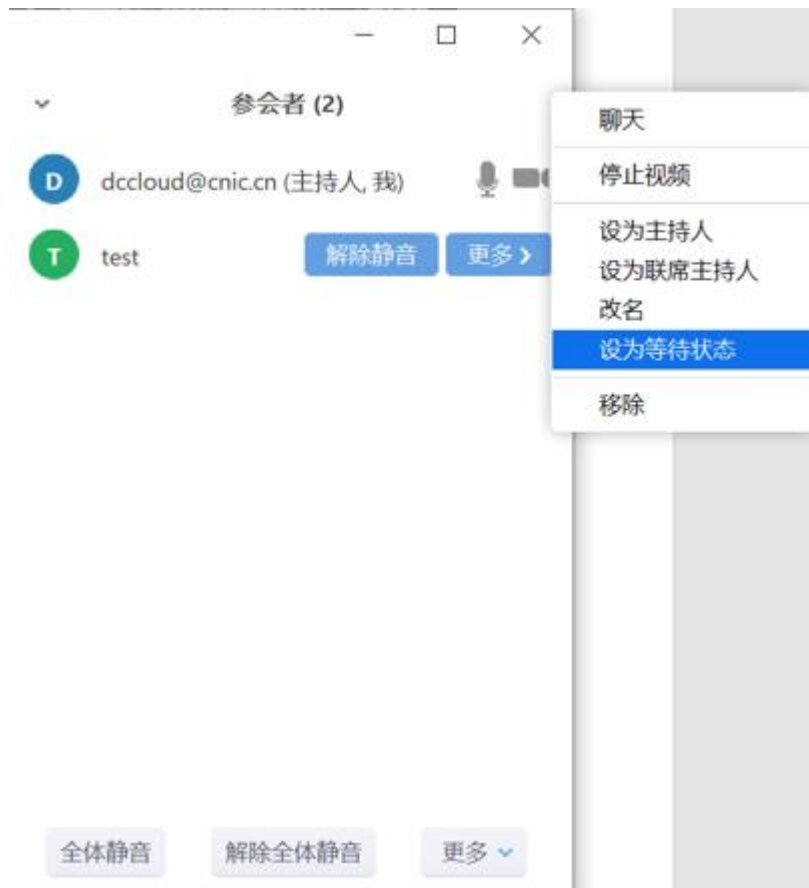 参会者 (2)
D dccloud@cnic.cn (主持人, 我)
T test 解除静音 更多
聊天
停止视频
设为主持人
设为联席主持人
改名
设为等待状态
移除
全体静音 解除全体静音 更多